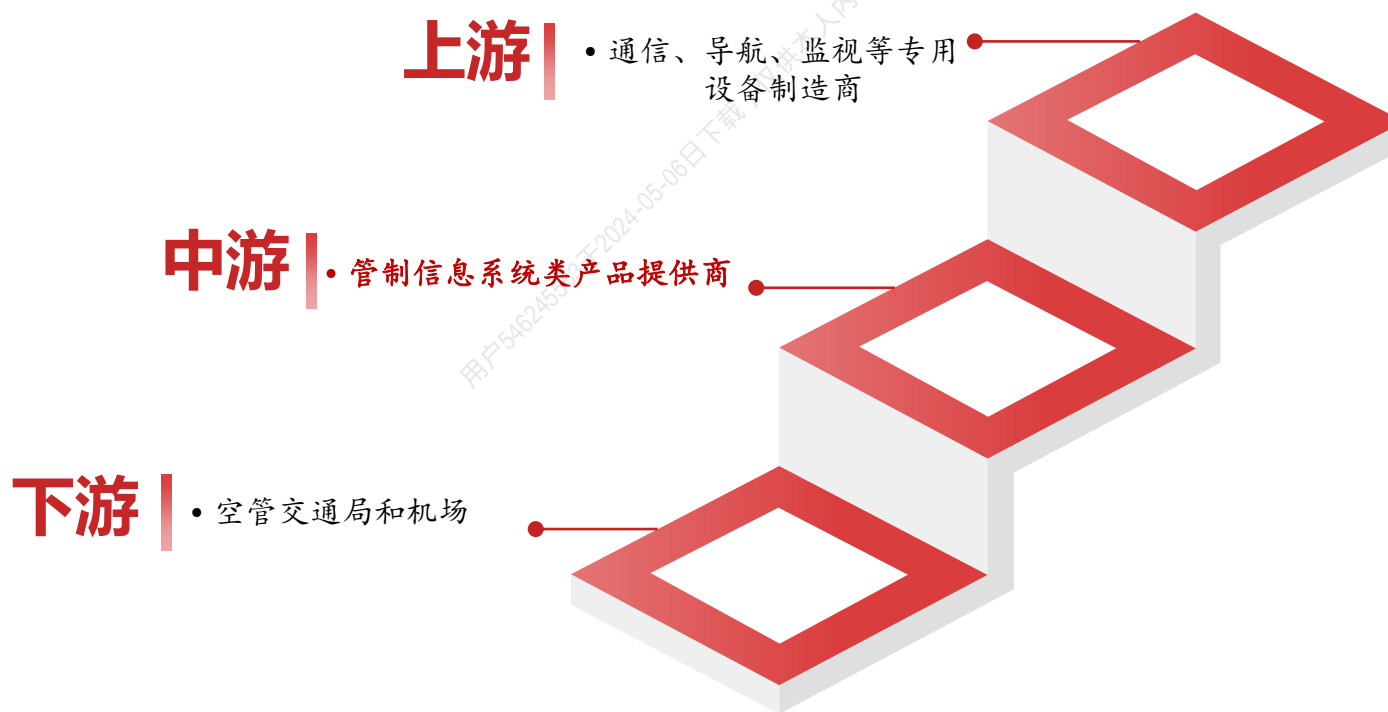 上游
• 通信、导航、监视等专用
设备制造商
中游
• 管制信息系统类产品提供商
下游
• 空管交通局和机场